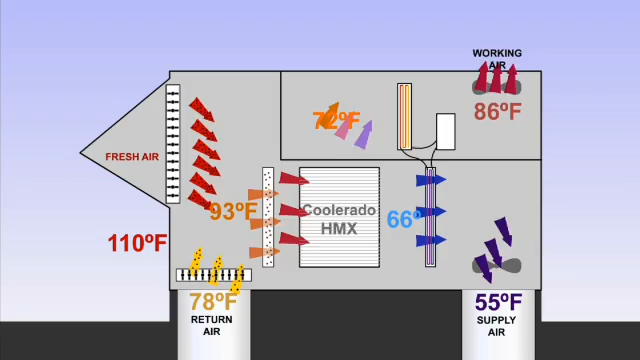 WORKING
AIR
86ºF
72ºF
FRESH AIR
93ºF
Coolerado
HMX
66º
110ºF
78ºF
RETURN
AIR
55ºF
SUPPLY
AIR